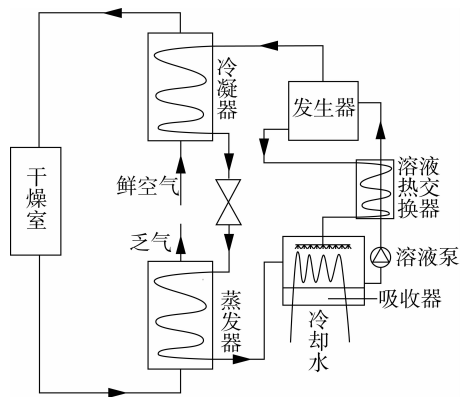 冷
凝
器
发生器
干
燥
室
鲜空气
溶液
热交
换器
乏气
溶液泵
蒸
发
器
吸收器
冷
却
水